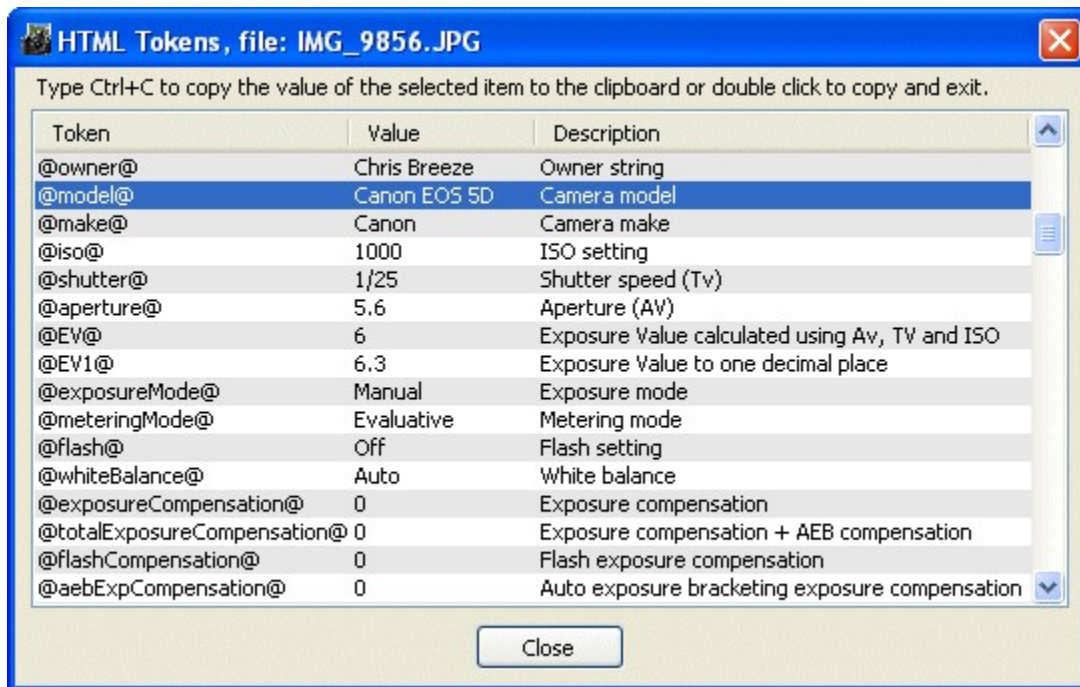 HTML Tokens, file: IMG_9856.JPG
Type Ctrl+C to copy the value of the selected item to the clipboard or double click to copy and exit.
Token Value Description
@owner@ Chris Breeze Owner string
@model@ Canon EOS 5D Camera model
@make@ Canon Camera make
@iso@ 1000 ISO setting
@shutter@ 1/25 Shutter speed (Tv)
@aperture@ 5.6 Aperture (AV)
@EV@ 6 Exposure Value calculated using Av, TV and ISO
@EV1@ 6.3 Exposure Value to one decimal place
@exposureMode@ Manual Exposure mode
@meteringMode@ Evaluative Metering mode
@flash@ Off Flash setting
@whiteBalance@ Auto White balance
@exposureCompensation@ 0 Exposure compensation
@totalExposureCompensation@ 0 Exposure compensation + AEB compensation
@flashCompensation@ 0 Flash exposure compensation
@aebExpCompensation@ 0 Auto exposure bracketing exposure compensation
Close